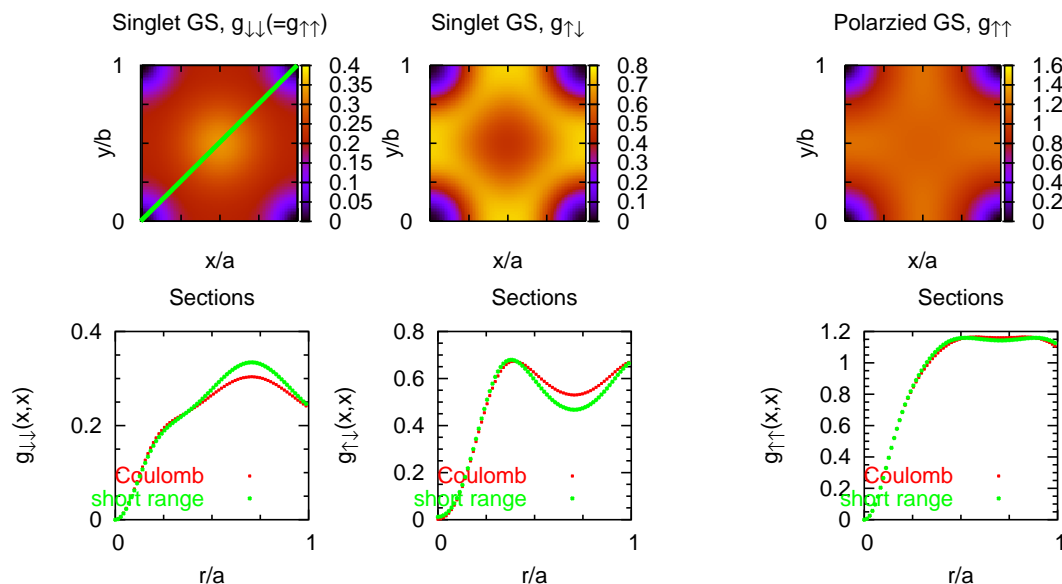 Singlet GS, g↓↓(=g↑↑)
Singlet GS, g↑↓
Polarzied GS, g↑↑
1
y/b
0
x/a
0.4
0.35
0.3
0.25
0.2
0.15
0.1
0.05
0
1
y/b
0
x/a
0.8
0.7
0.6
0.5
0.4
0.3
0.2
0.1
0
1
y/b
0
x/a
1.6
1.4
1.2
1
0.8
0.6
0.4
0.2
0
Sections
0.4
0.2
0
g↓↓(x,x)
Coulomb
short range
0 1
r/a
Sections
0.8
0.6
0.4
0.2
0
g↑↓(x,x)
Coulomb
short range
0 1
r/a
Sections
1.2
1
0.8
0.6
0.4
0.2
0
g↑↑(x,x)
Coulomb
short range
0 1
r/a